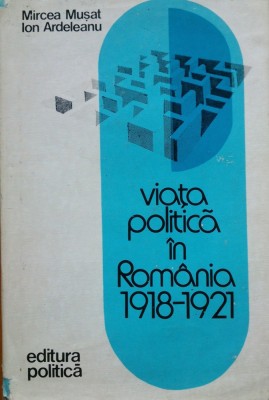 Mircea Mușat
Ion Ardeleanu
viața
politică
în
România
1918-1921
editura
politică